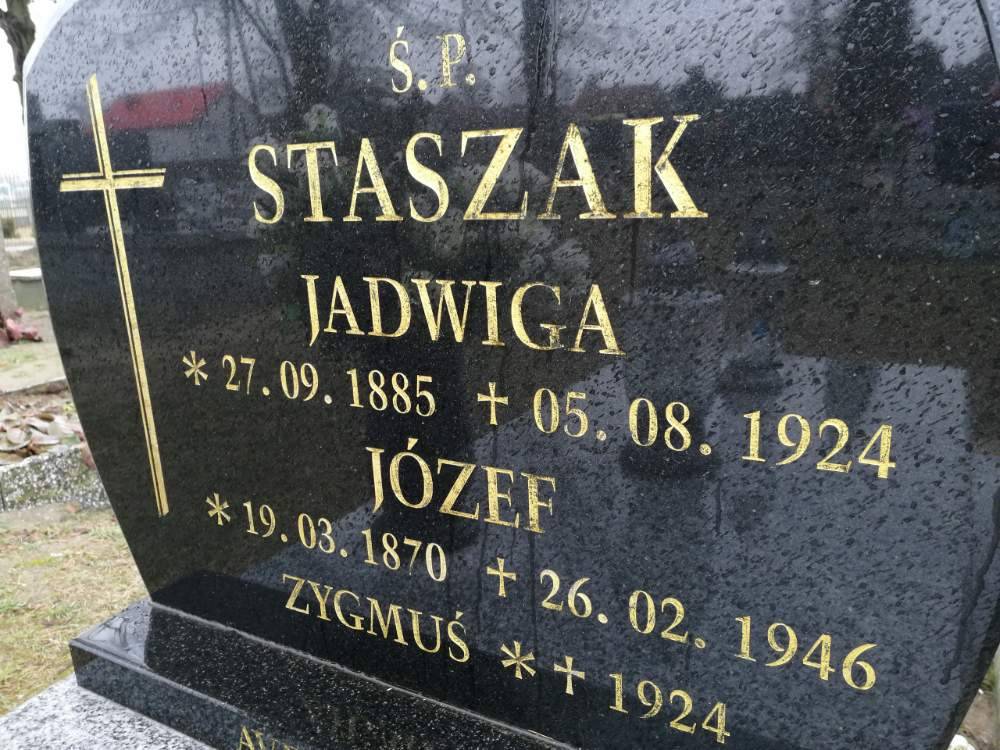 Ś.P.
STASZAK
JADWIGA
* 27.09.1885 ✝ 05.08.1924
JÓZEF
* 19.03.1870 ✝ 26.02.1946
ZYGMUŚ * ✝ 1924